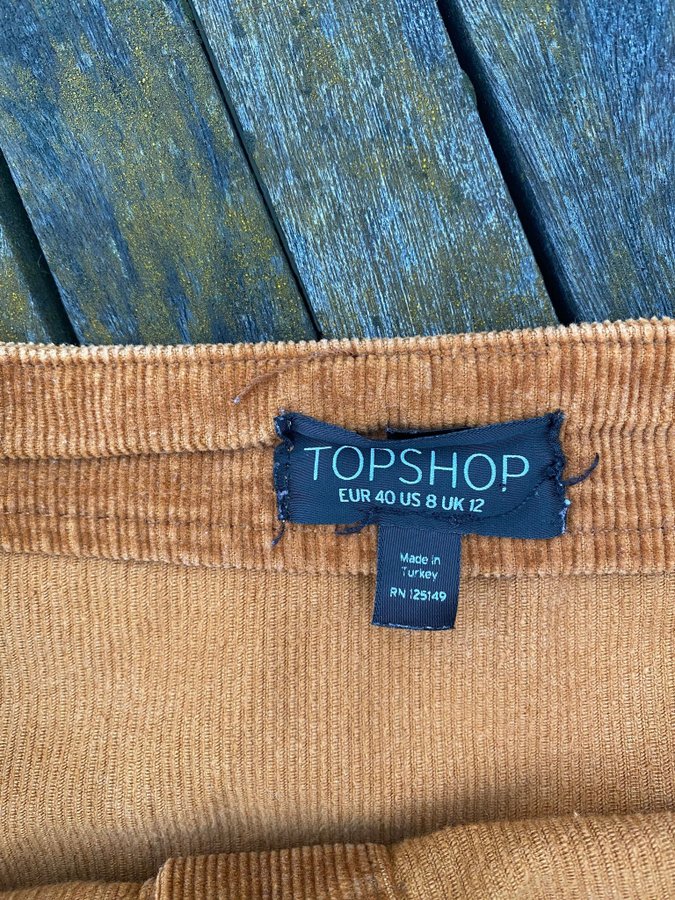 TOPSHOP
EUR 40 US 8 UK 12
Made in
Turkey
RN 125149